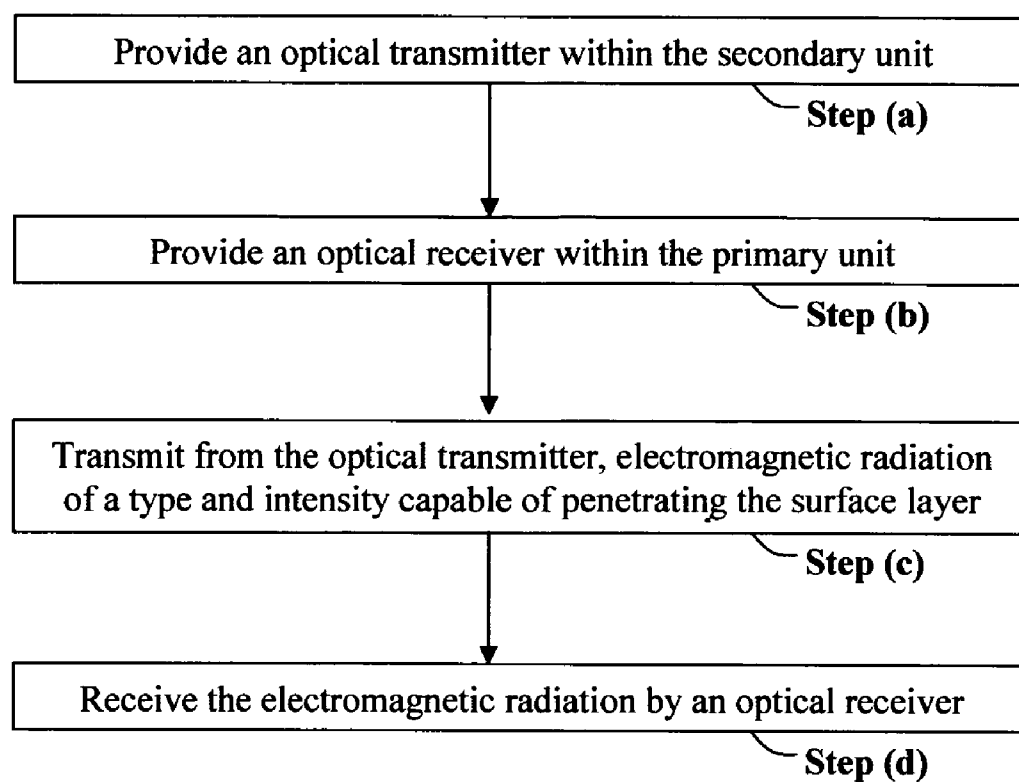 Provide an optical transmitter within the secondary unit
Step (a)
Provide an optical receiver within the primary unit
Step (b)
Transmit from the optical transmitter, electromagnetic radiation
of a type and intensity capable of penetrating the surface layer
Step (c)
Receive the electromagnetic radiation by an optical receiver
Step (d)